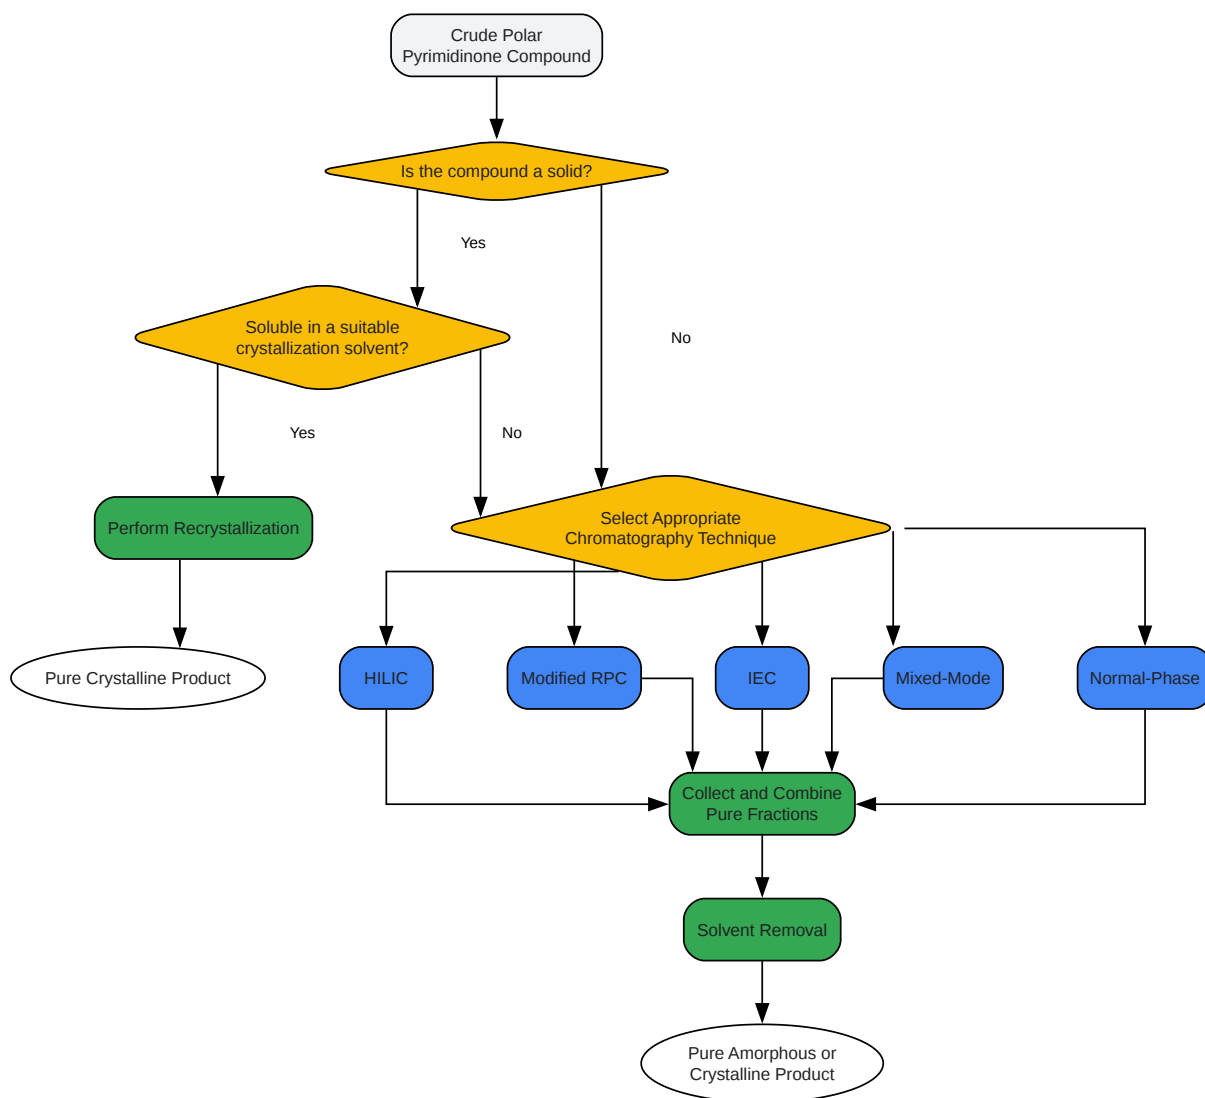 Crude Polar
Pyrimidinone Compound
Is the compound a solid?
Yes
Soluble in a suitable
crystallization solvent?
No
Yes
No
Perform Recrystallization
Select Appropriate
Chromatography Technique
Pure Crystalline Product
HILIC
Modified RPC
IEC
Mixed-Mode
Normal-Phase
Collect and Combine
Pure Fractions
Solvent Removal
Pure Amorphous or
Crystalline Product